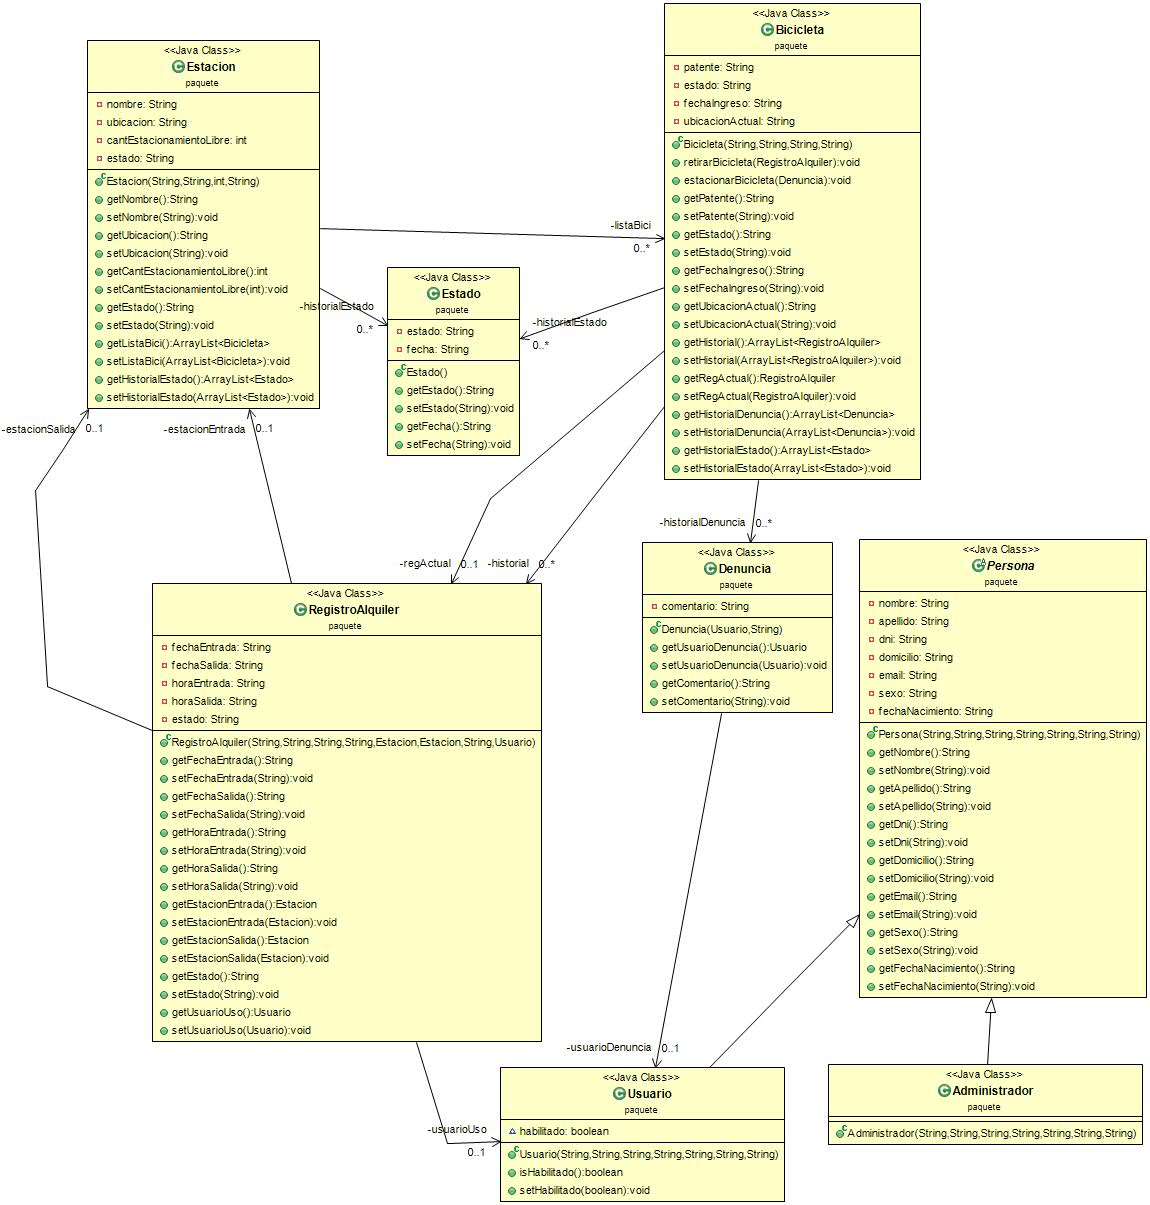 <<Java Class>>
Estacion
paquete
nombre: String
ubicacion: String
cantEstacionamientoLibre: int
estado: String
Estacion(String,String,int,String)
getNombre():String
setNombre(String):void
getUbicacion():String
setUbicacion(String):void
getCantEstacionamientoLibre():int
setCantEstacionamientoLibre(int):void
getEstado():String
setEstado(String):void
getListaBici():ArrayList<Bicicleta>
setListaBici(ArrayList<Bicicleta>):void
getHistorialEstado():ArrayList<Estado>
setHistorialEstado(ArrayList<Estado>):void
<<Java Class>>
Bicicleta
paquete
patente: String
estado: String
fechaIngreso: String
ubicacionActual: String
Bicicleta(String,String,String,String)
retirarBicicleta(RegistroAlquiler):void
estacionarBicicleta(Denuncia):void
getPatente():String
setPatente(String):void
getEstado():String
setEstado(String):void
getFechaIngreso():String
setFechaIngreso(String):void
getUbicacionActual():String
setUbicacionActual(String):void
getHistorial():ArrayList<RegistroAlquiler>
setHistorial(ArrayList<RegistroAlquiler>):void
getRegActual():RegistroAlquiler
setRegActual(RegistroAlquiler):void
getHistorialDenuncia():ArrayList<Denuncia>
setHistorialDenuncia(ArrayList<Denuncia>):void
getHistorialEstado():ArrayList<Estado>
setHistorialEstado(ArrayList<Estado>):void
-listaBici
0..*
-historialEstado
0..*
-historialEstado
0..*
<<Java Class>>
Estado
paquete
estado: String
fecha: String
Estado()
getEstado():String
setEstado(String):void
getFecha():String
setFecha(String):void
-estacionSalida
0..1
-estacionEntrada
0..1
-regActual
0..1
-historial
0..*
-historialDenuncia
0..*
<<Java Class>>
RegistroAlquiler
paquete
fechaEntrada: String
fechaSalida: String
horaEntrada: String
horaSalida: String
estado: String
RegistroAlquiler(String,String,String,String,Estacion,Estacion,String,Usuario)
getFechaEntrada():String
setFechaEntrada(String):void
getFechaSalida():String
setFechaSalida(String):void
getHoraEntrada():String
setHoraEntrada(String):void
getHoraSalida():String
setHoraSalida(String):void
getEstacionEntrada():Estacion
setEstacionEntrada(Estacion):void
getEstacionSalida():Estacion
setEstacionSalida(Estacion):void
getEstado():String
setEstado(String):void
getUsuarioUso():Usuario
setUsuarioUso(Usuario):void
<<Java Class>>
Denuncia
paquete
comentario: String
Denuncia(Usuario,String)
getUsuarioDenuncia():Usuario
setUsuarioDenuncia(Usuario):void
getComentario():String
setComentario(String):void
<<Java Class>>
Persona
paquete
nombre: String
apellido: String
dni: String
domicilio: String
email: String
sexo: String
fechaNacimiento: String
Persona(String,String,String,String,String,String,String)
getNombre():String
setNombre(String):void
getApellido():String
setApellido(String):void
getDni():String
setDni(String):void
getDomicilio():String
setDomicilio(String):void
getEmail():String
setEmail(String):void
getSexo():String
setSexo(String):void
getFechaNacimiento():String
setFechaNacimiento(String):void
-usuarioDenuncia
0..1
-usuarioUso
0..1
<<Java Class>>
Usuario
paquete
habilitado: boolean
Usuario(String,String,String,String,String,String,String)
isHabilitado():boolean
setHabilitado(boolean):void
<<Java Class>>
Administrador
paquete
Administrador(String,String,String,String,String,String,String)